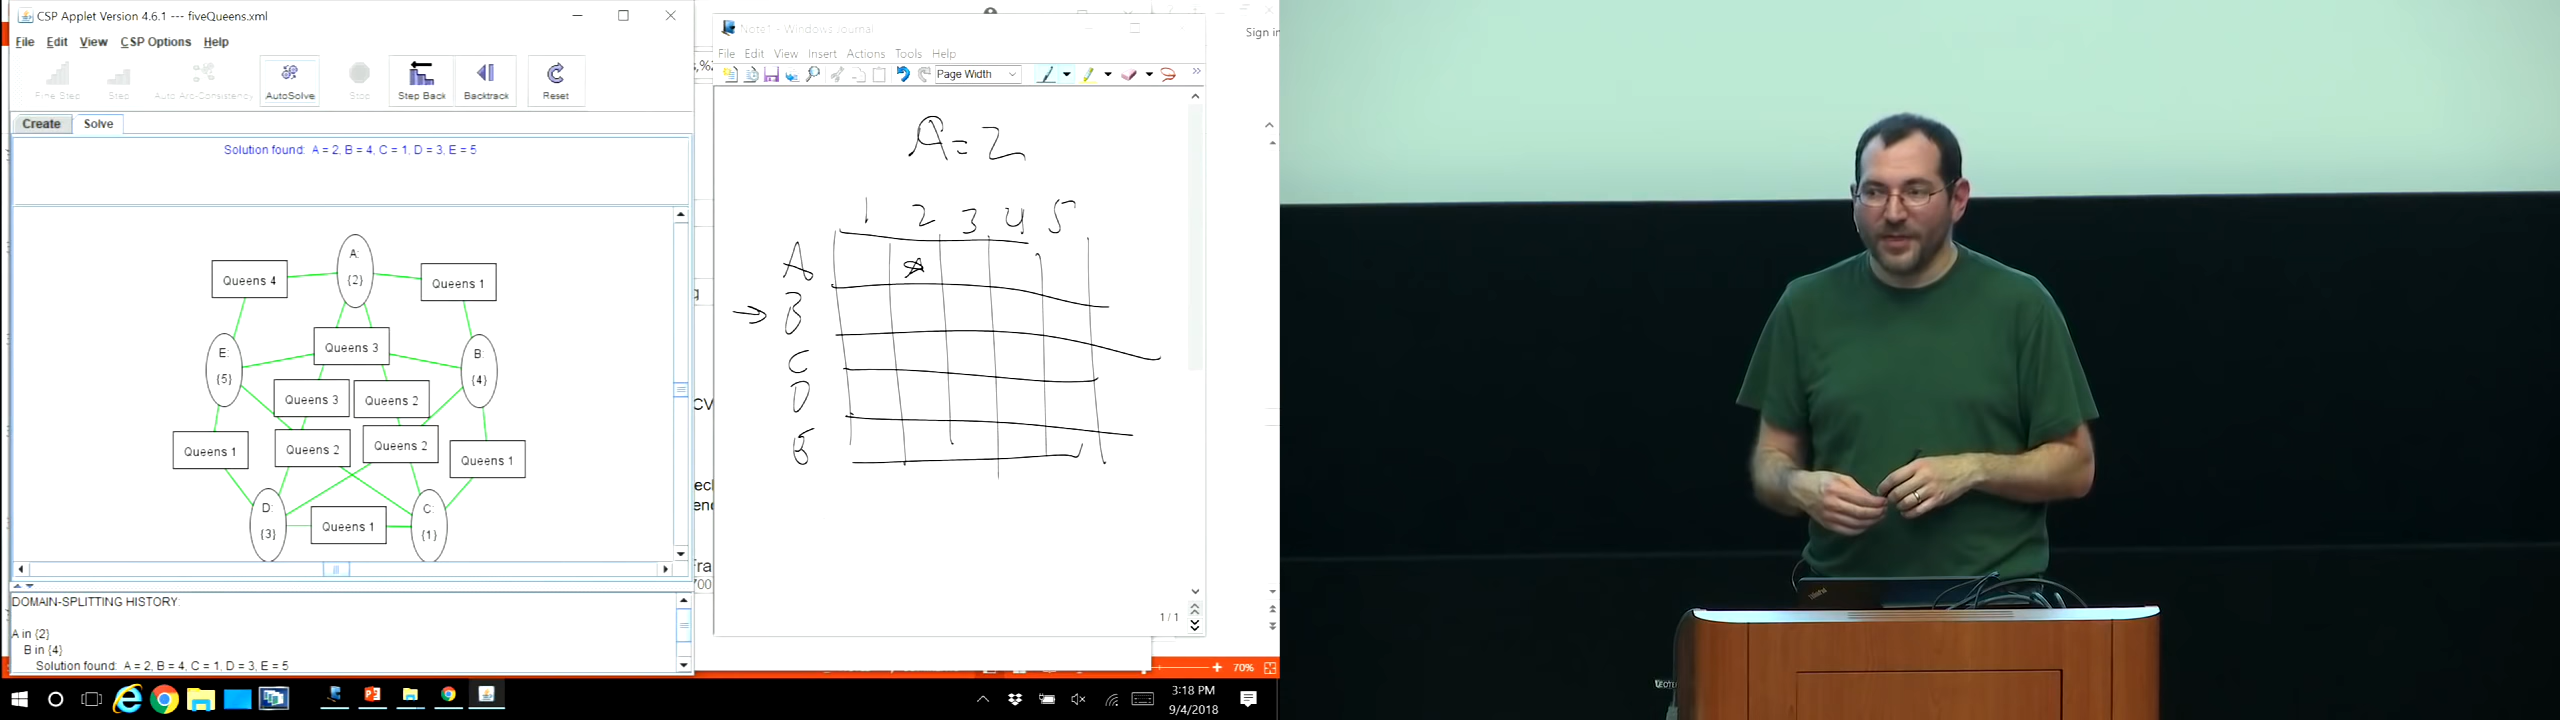 CSP Applet Version 4.6.1 --- fiveQueens.xml
File Edit View CSP Options Help
Fine Step Step Auto Arc-Consistency AutoSolve Stop Step Back Backtrack Reset
Create Solve
Solution found: A = 2, B = 4, C = 1, D = 3, E = 5
A:
{2}
Queens 4
Queens 1
Queens 3
E:
{5}
B:
{4}
Queens 3
Queens 2
Queens 1
Queens 2
Queens 2
Queens 1
D:
{3}
Queens 1
C:
{1}
DOMAIN-SPLITTING HISTORY:
A in {2}
B in {4}
Solution found: A = 2, B = 4, C = 1, D = 3, E = 5
Note1 - Windows Journal
File Edit View Insert Actions Tools Help
Page Width
A = 2
1 2 3 4 5
A
→ B
C
D
E
1 / 1
Sign in
70%
3:18 PM
9/4/2018
ThinkPad